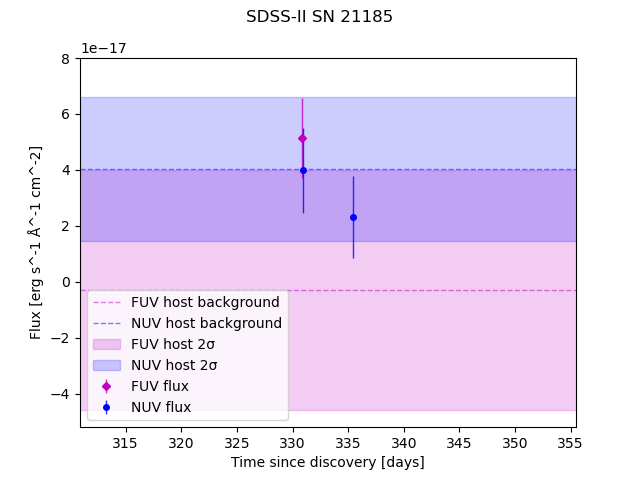 SDSS-II SN 21185
1e−17
8
6
4
2
0
−2
−4
Flux [erg s^-1 Å^-1 cm^-2]
FUV host background
NUV host background
FUV host 2σ
NUV host 2σ
FUV flux
NUV flux
315 320 325 330 335 340 345 350 355
Time since discovery [days]